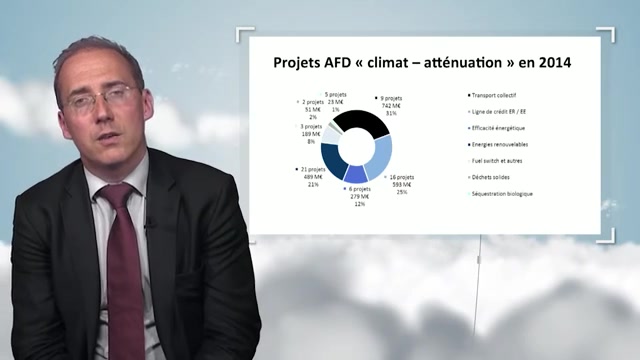 Projets AFD « climat – atténuation » en 2014
5 projets
23 M€
1%
2 projets
51 M€
2%
3 projets
189 M€
8%
21 projets
489 M€
21%
6 projets
279 M€
12%
16 projets
593 M€
25%
9 projets
742 M€
31%
Transport collectif
Ligne de crédit ER / EE
Efficacité énergétique
Energies renouvelables
Fuel switch et autres
Déchets solides
Séquestration biologique